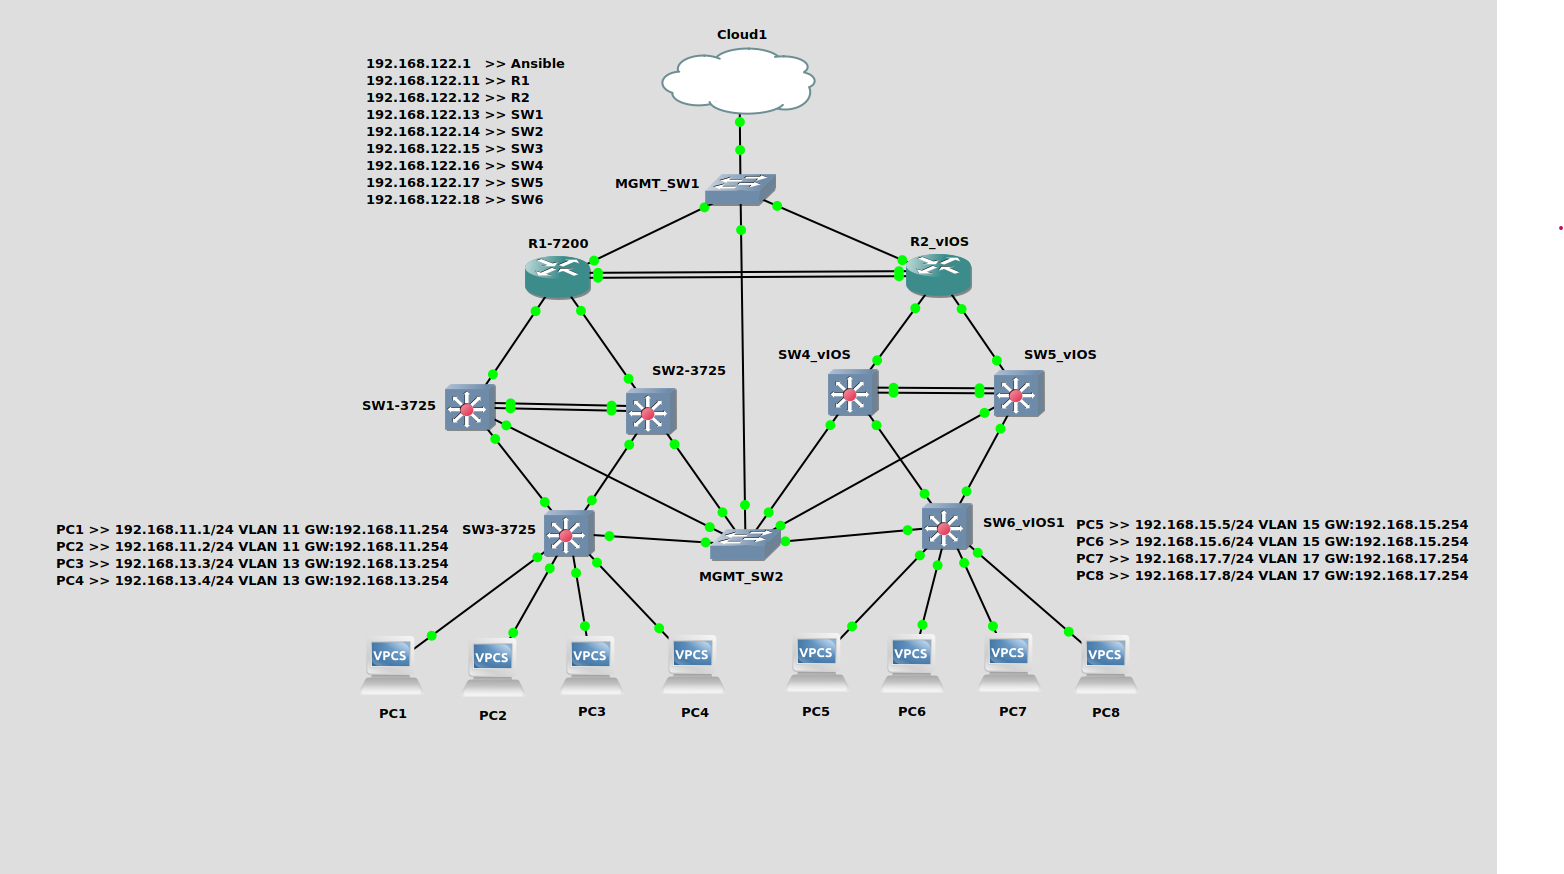 Cloud1
192.168.122.1 >> Ansible
192.168.122.11 >> R1
192.168.122.12 >> R2
192.168.122.13 >> SW1
192.168.122.14 >> SW2
192.168.122.15 >> SW3
192.168.122.16 >> SW4
192.168.122.17 >> SW5
192.168.122.18 >> SW6
MGMT_SW1
R1-7200
R2_vIOS
SW1-3725
SW2-3725
SW4_vIOS
SW5_vIOS
PC1 >> 192.168.11.1/24 VLAN 11 GW:192.168.11.254
PC2 >> 192.168.11.2/24 VLAN 11 GW:192.168.11.254
PC3 >> 192.168.13.3/24 VLAN 13 GW:192.168.13.254
PC4 >> 192.168.13.4/24 VLAN 13 GW:192.168.13.254
SW3-3725
MGMT_SW2
SW6_vIOS1
PC5 >> 192.168.15.5/24 VLAN 15 GW:192.168.15.254
PC6 >> 192.168.15.6/24 VLAN 15 GW:192.168.15.254
PC7 >> 192.168.17.7/24 VLAN 17 GW:192.168.17.254
PC8 >> 192.168.17.8/24 VLAN 17 GW:192.168.17.254
VPCS
VPCS
VPCS
VPCS
VPCS
VPCS
VPCS
VPCS
PC1
PC2
PC3
PC4
PC5
PC6
PC7
PC8